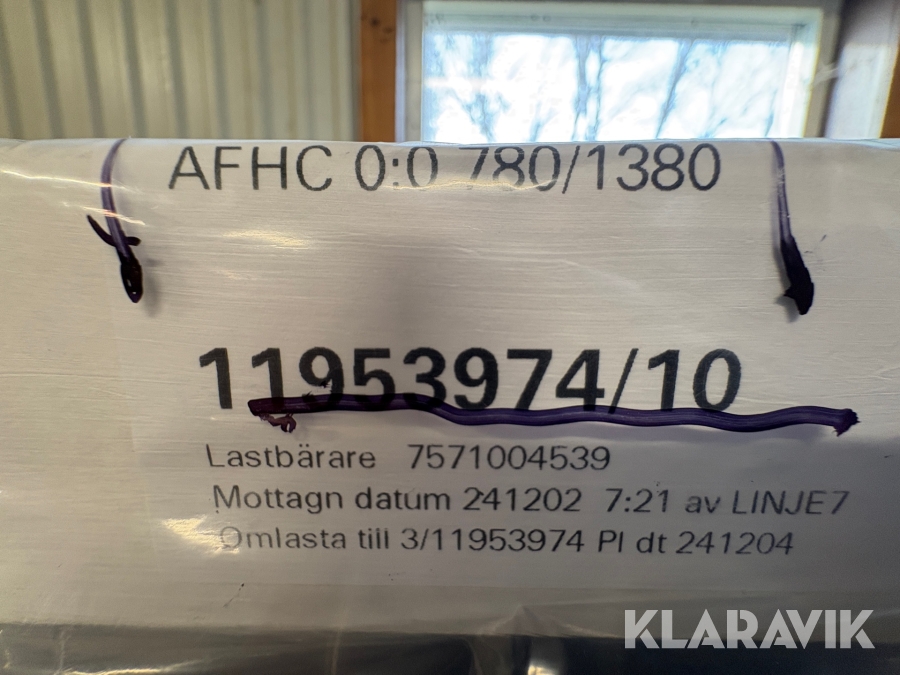 AFHC 0:0 780/1380
11953974/10
Lastbärare 7571004539
Mottagn datum 241202 7:21 av LINJE7
Omlasta till 3/11953974 Pl dt 241204
KLARAVIK